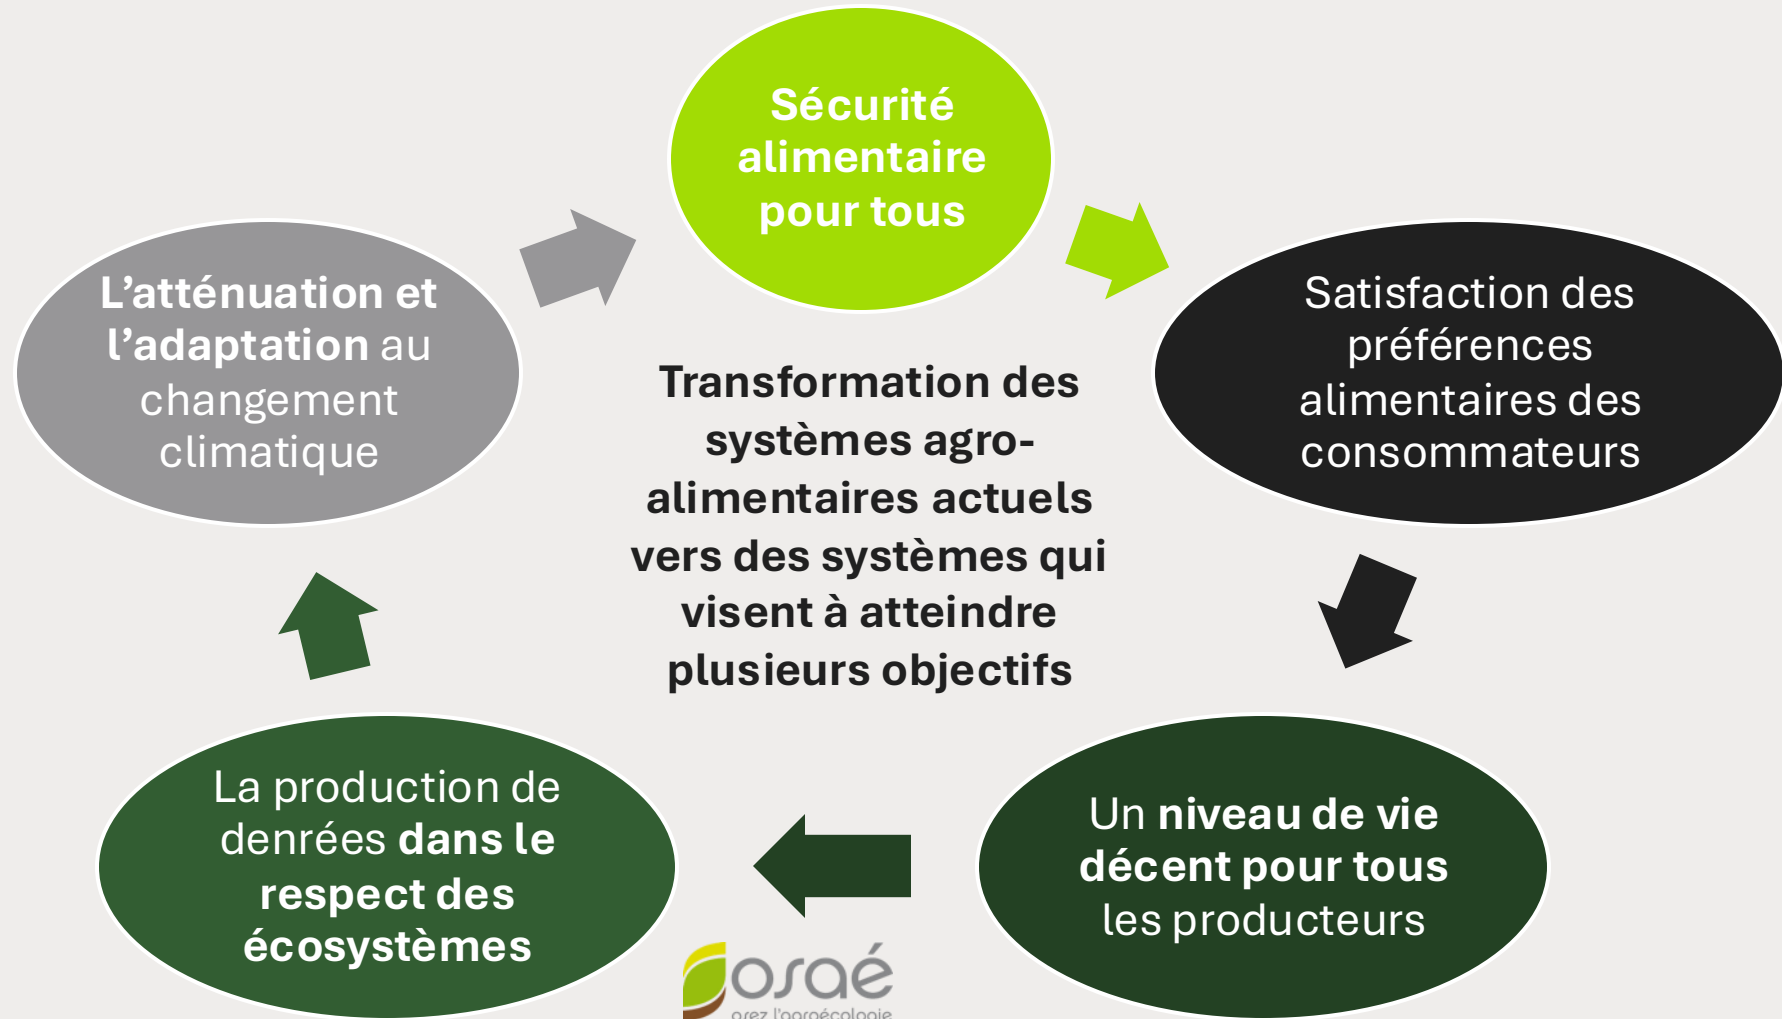 Sécurité
alimentaire
pour tous
Satisfaction des
préférences
alimentaires des
consommateurs
Un niveau de vie
décent pour tous
les producteurs
La production de
denrées dans le
respect des
écosystèmes
L’atténuation et
l’adaptation au
changement
climatique
Transformation des
systèmes agro-
alimentaires actuels
vers des systèmes qui
visent à atteindre
plusieurs objectifs
osaé
osez l'agroécologie